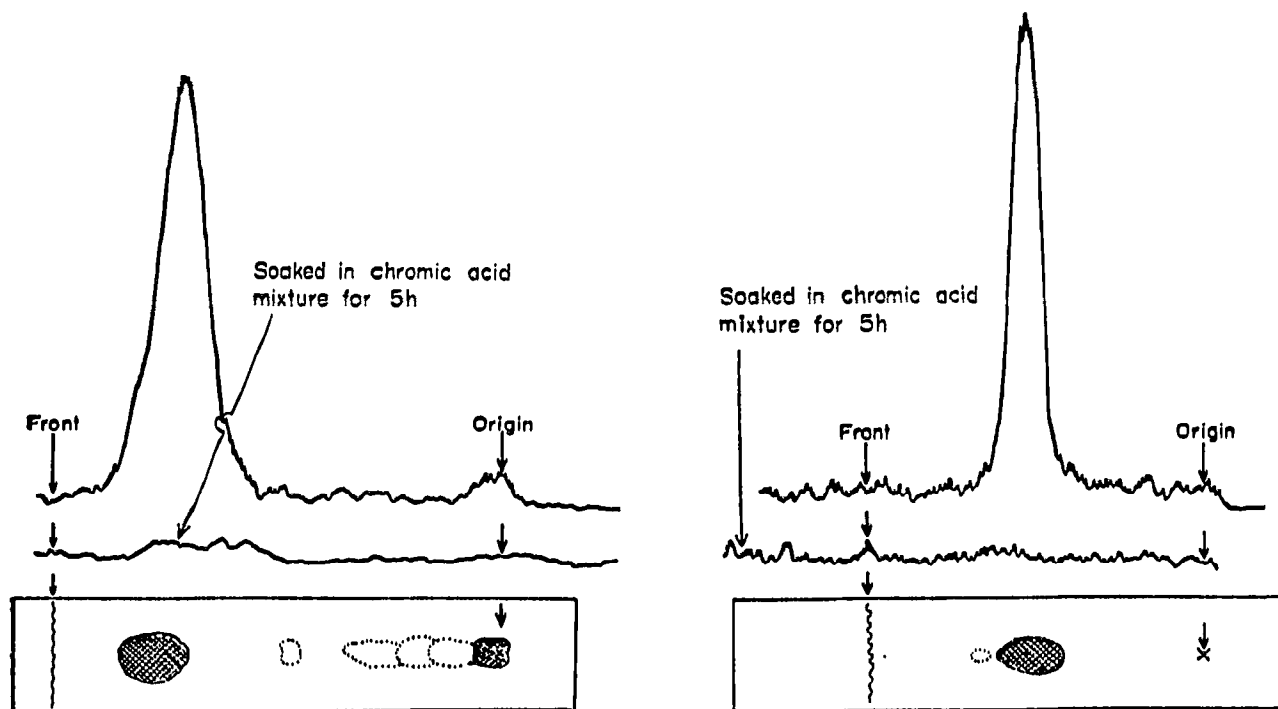 Soaked in chromic acid
mixture for 5h
Front
Origin
Soaked in chromic acid
mixture for 5h
Front
Origin
x